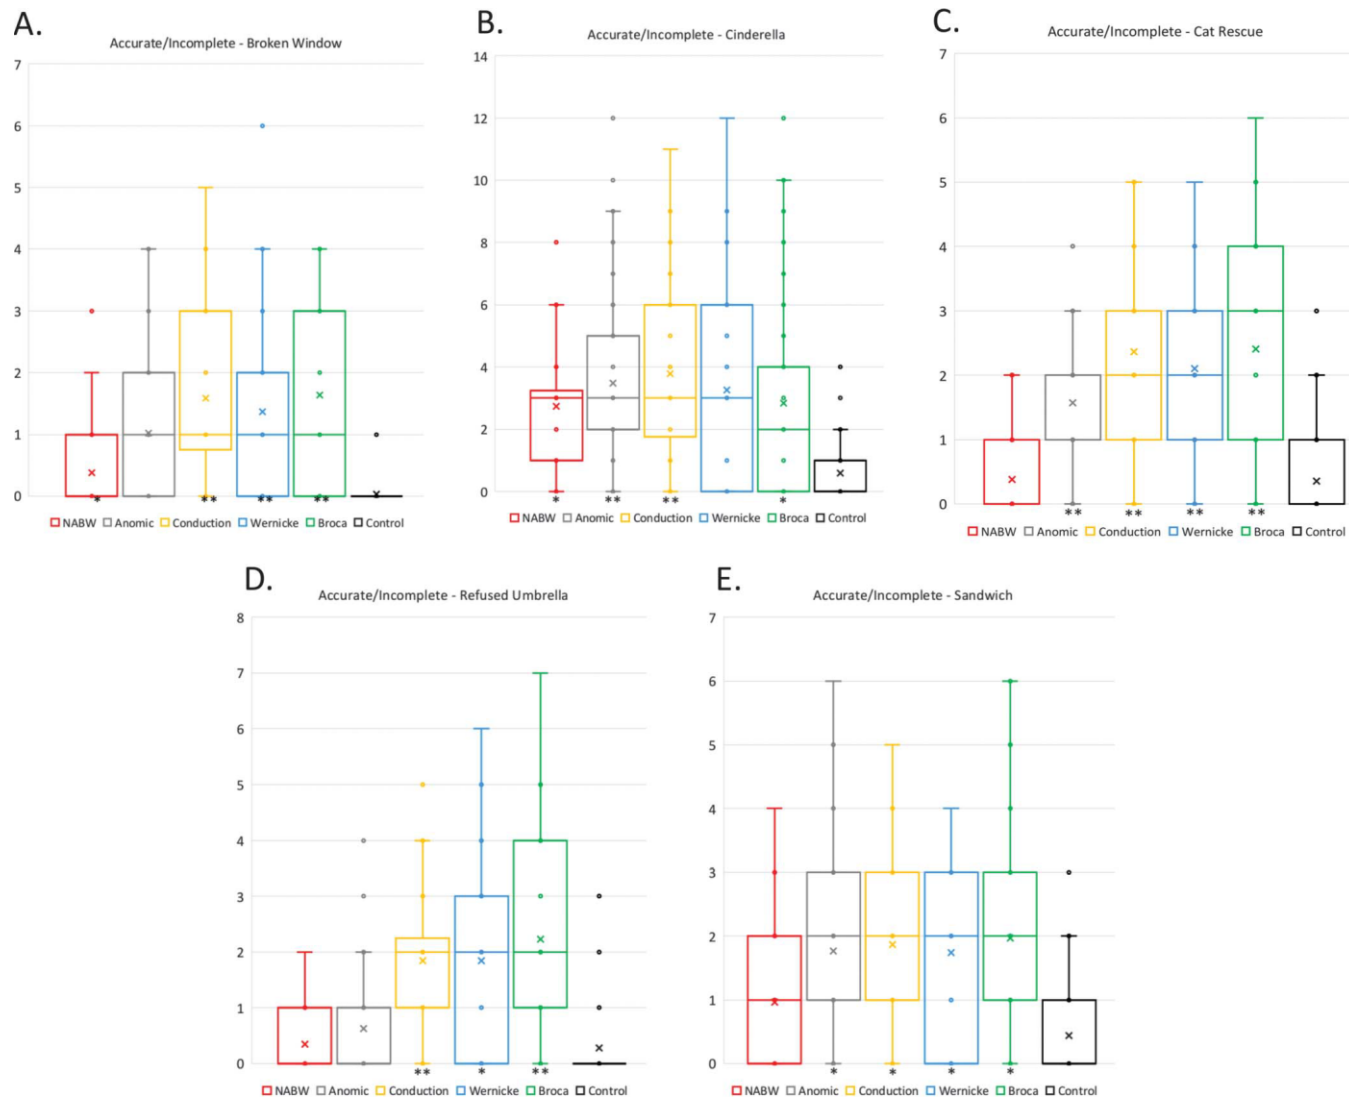 A.
Accurate/Incomplete - Broken Window
7
6
5
4
3
2
1
0
* ** ** **
NABW Anomic Conduction Wernicke Broca Control
B.
Accurate/Incomplete - Cinderella
14
12
10
8
6
4
2
0
* ** ** *
NABW Anomic Conduction Wernicke Broca Control
C.
Accurate/Incomplete - Cat Rescue
7
6
5
4
3
2
1
0
** ** ** **
NABW Anomic Conduction Wernicke Broca Control
D.
Accurate/Incomplete - Refused Umbrella
8
7
6
5
4
3
2
1
0
** * **
NABW Anomic Conduction Wernicke Broca Control
E.
Accurate/Incomplete - Sandwich
7
6
5
4
3
2
1
0
* * * *
NABW Anomic Conduction Wernicke Broca Control